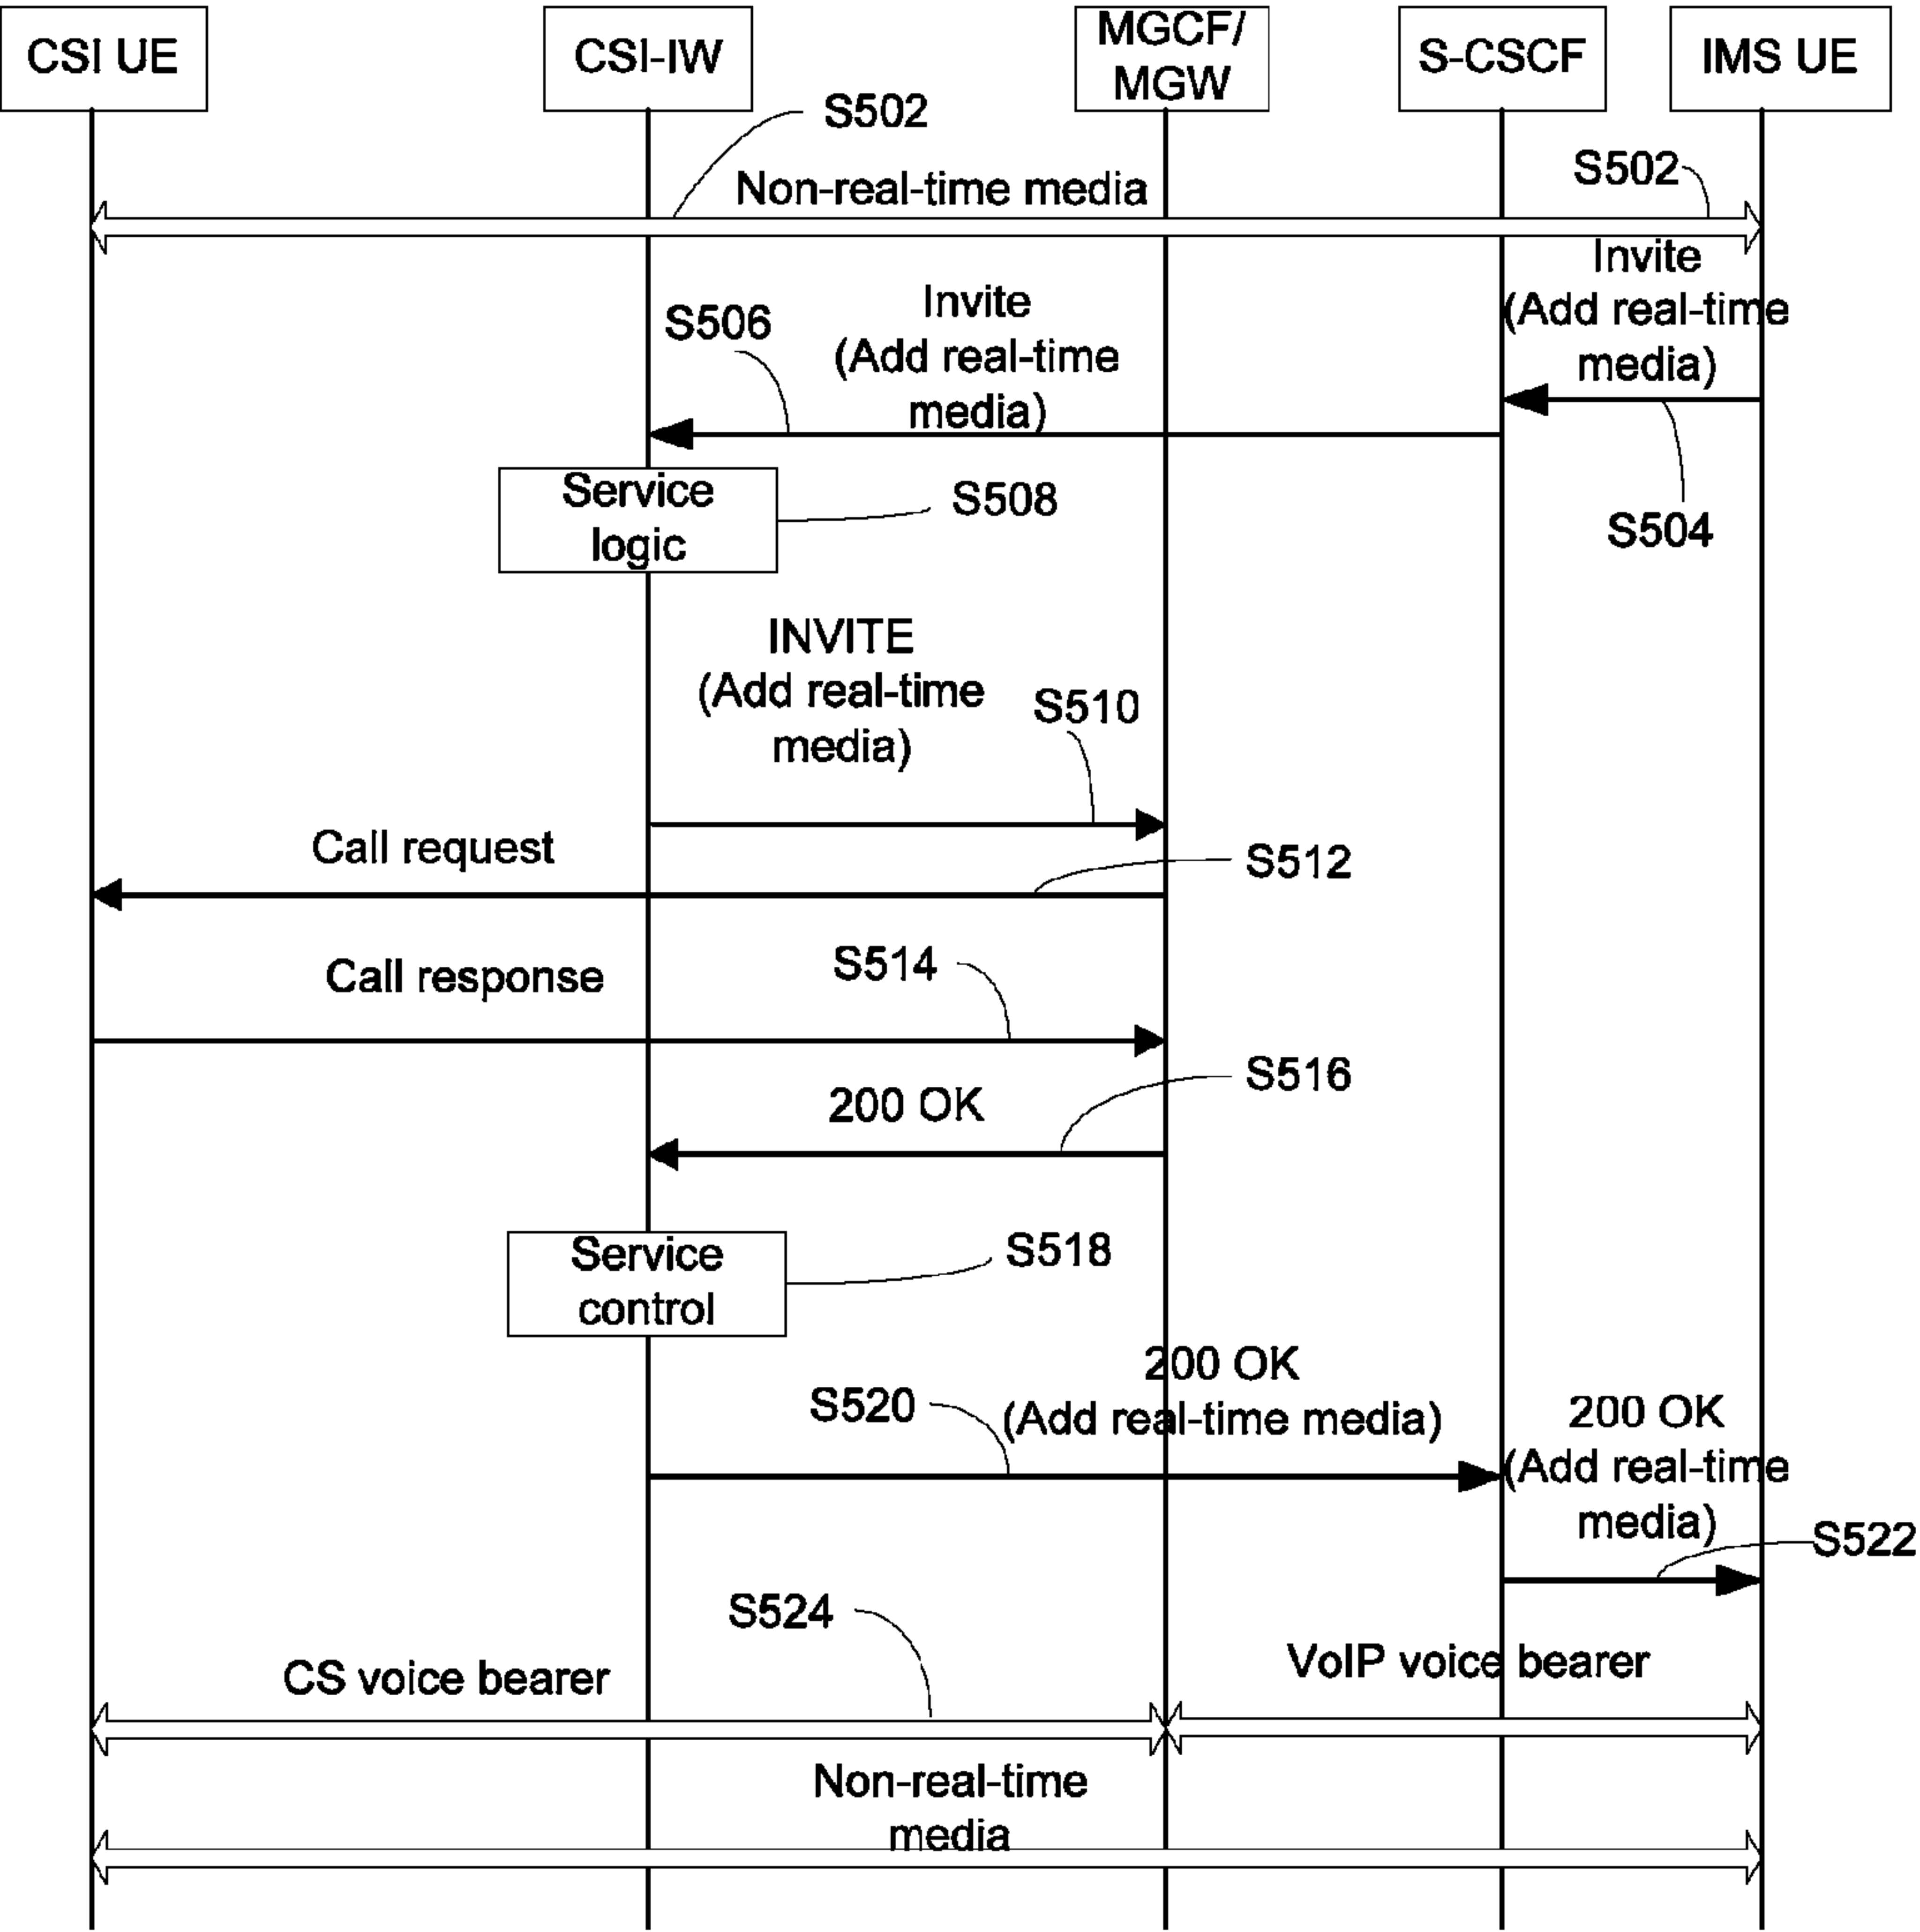 CSI UE
CSI-IW
MGCF/
MGW
S-CSCF
IMS UE
S502
Non-real-time media
S502
Invite
(Add real-time
media)
S504
Invite
(Add real-time
media)
S506
Service
logic
S508
INVITE
(Add real-time
media)
S510
Call request
S512
Call response
S514
200 OK
S516
Service
control
S518
200 OK
(Add real-time media)
S520
200 OK
(Add real-time
media)
S522
S524
CS voice bearer
VoIP voice bearer
Non-real-time
media